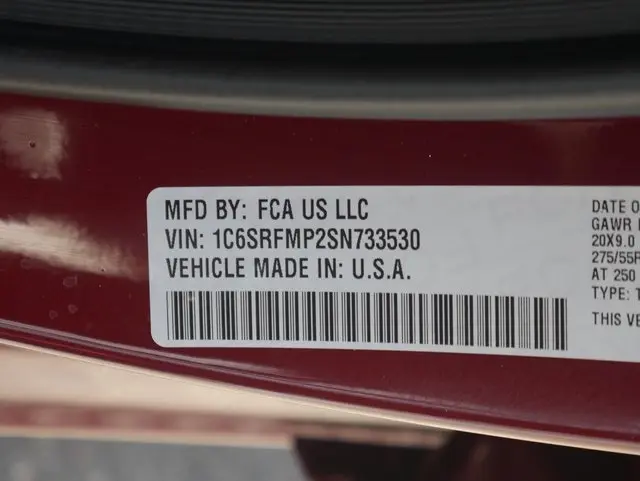 MFD BY: FCA US LLC
VIN: 1C6SRFMP2SN733530
VEHICLE MADE IN: U.S.A.
DATE O
GAWR
20X9.0
275/55R
AT 250
TYPE: T
THIS VE